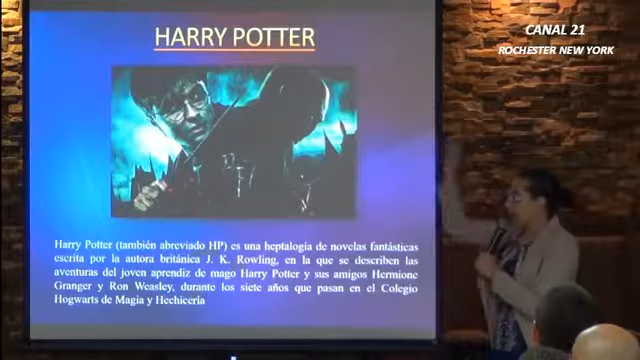 HARRY POTTER
CANAL 21
ROCHESTER NEW YORK
Harry Potter (también abreviado HP) es una heptalogía de novelas fantásticas
escrita por la autora británica J. K. Rowling, en la que se describen las
aventuras del joven aprendiz de mago Harry Potter y sus amigos Hermione
Granger y Ron Weasley, durante los siete años que pasan en el Colegio
Hogwarts de Magia y Hechicería